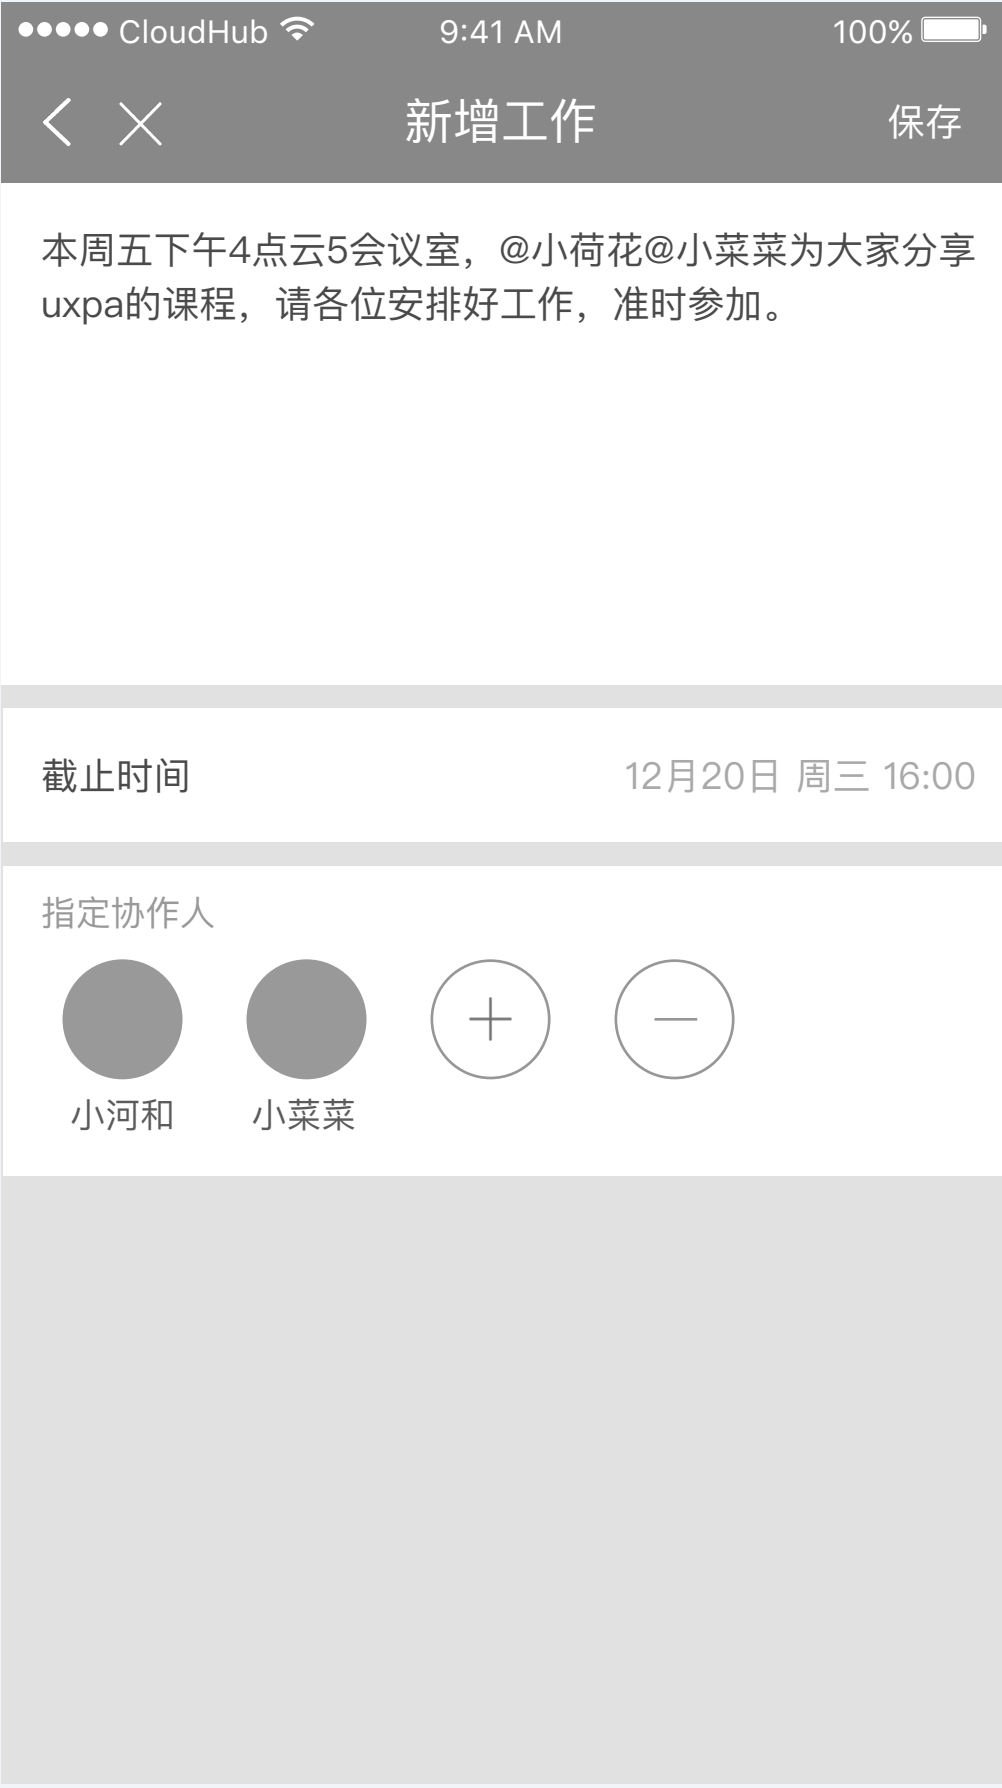 CloudHub 9:41 AM 100%
新增工作 保存
本周五下午4点云5会议室，@小荷花@小菜菜为大家分享
uxpa的课程，请各位安排好工作，准时参加。
截止时间 12月20日 周三 16:00
指定协作人
小河和 小菜菜